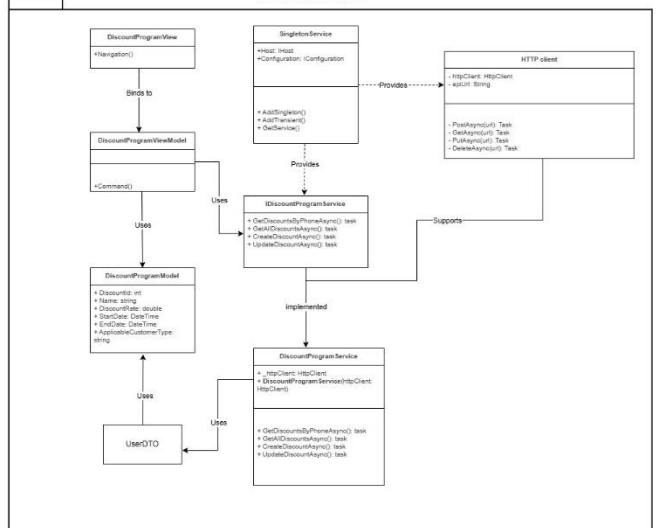 DiscountProgramView
+Navigation()
Binds to
DiscountProgramViewModel
+Command()
Uses
Uses
DiscountProgramModel
+ DiscountId: int
+ Name: string
+ DiscountRate: double
+ StartDate: DateTime
+ EndDate: DateTime
+ ApplicableCustomerType:
string
Uses
UserDTO
Uses
SingletonService
+Host: IHost
+Configuration: IConfiguration
+ AddSingleton()
+ AddTransient()
+ GetService()
Provides
Provides
IDiscountProgramService
+ GetDiscountsByPhoneAsync(): task
+ GetAllDiscountsAsync(): task
+ CreateDiscountAsync(): task
+ UpdateDiscountAsync(): task
implemented
DiscountProgramService
+ _httpClient: HttpClient
+ DiscountProgramService(httpClient:
HttpClient)
+ GetDiscountsByPhoneAsync(): task
+ GetAllDiscountsAsync(): task
+ CreateDiscountAsync(): task
+ UpdateDiscountAsync(): task
HTTP client
- httpClient: HttpClient
- apiUrl: String
- PostAsync(url): Task
- GetAsync(url): Task
- PutAsync(url): Task
- DeleteAsync(url): Task
Supports